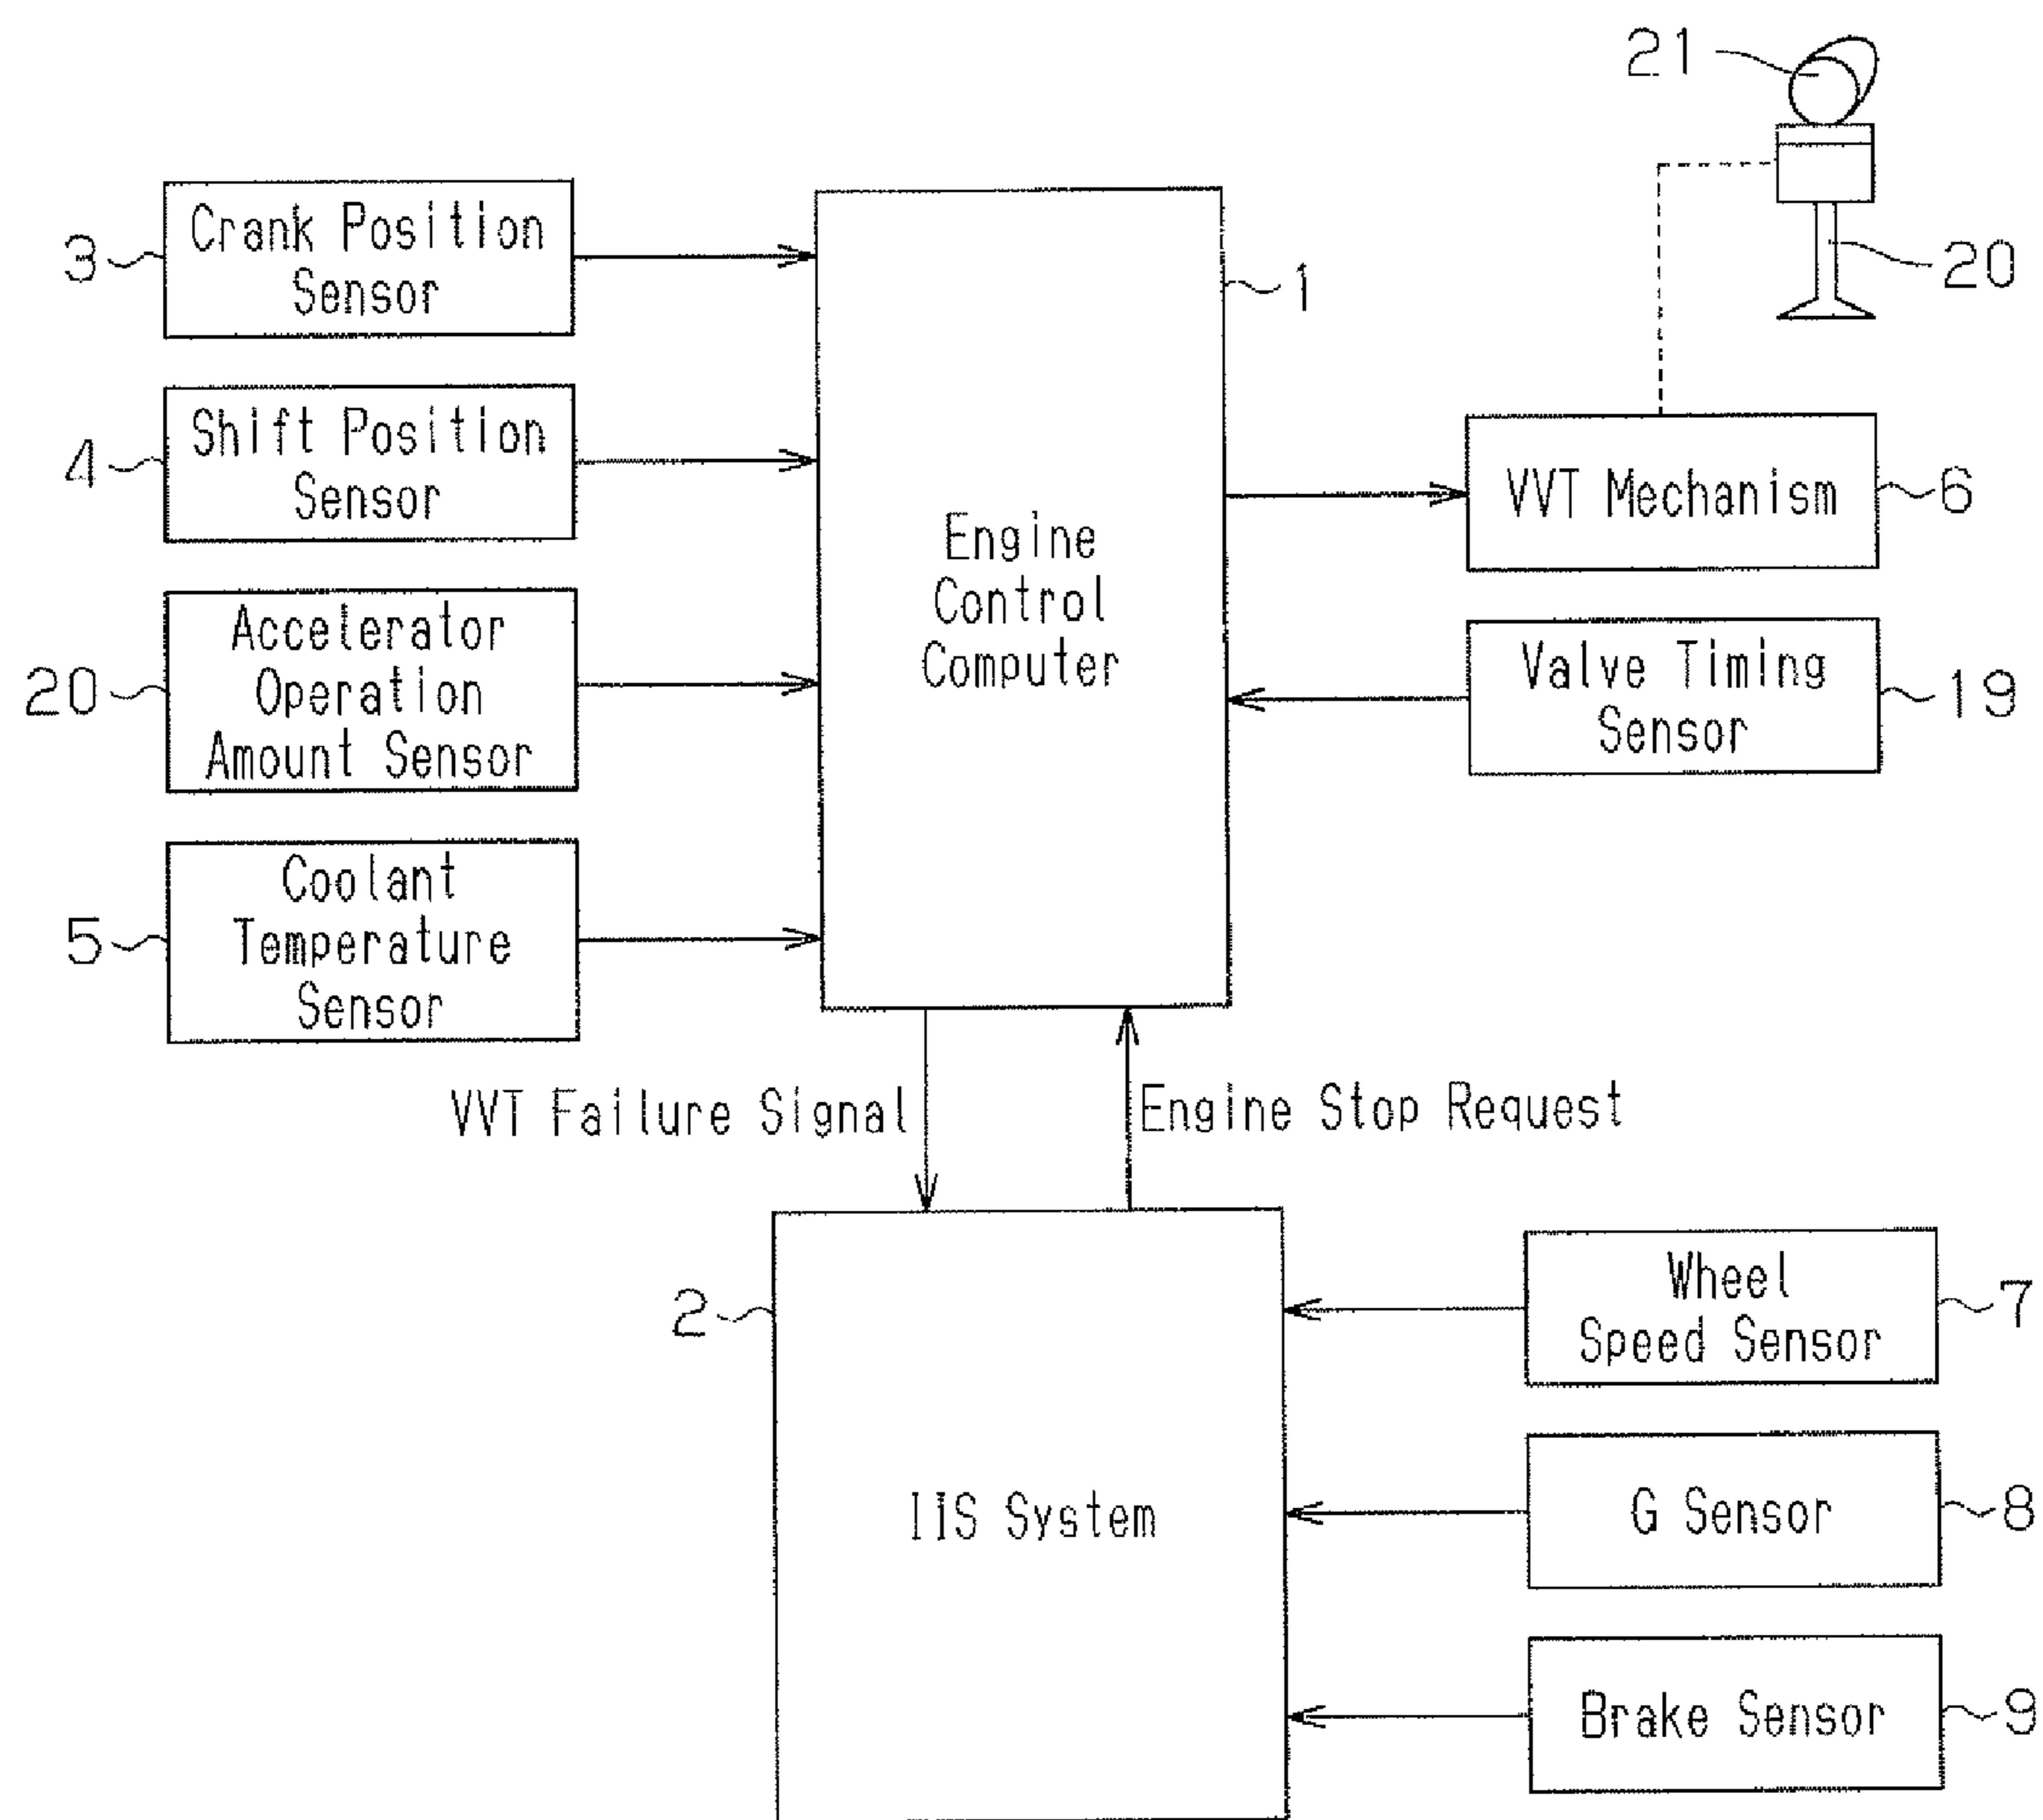 21
3
Crank Position
Sensor
1
20
4
Shift Position
Sensor
VVT Mechanism
6
Engine
Control
Computer
20
Accelerator
Operation
Amount Sensor
Valve Timing
Sensor
19
5
Coolant
Temperature
Sensor
VVT Failure Signal
Engine Stop Request
2
IIS System
Wheel
Speed Sensor
7
G Sensor
8
Brake Sensor
9